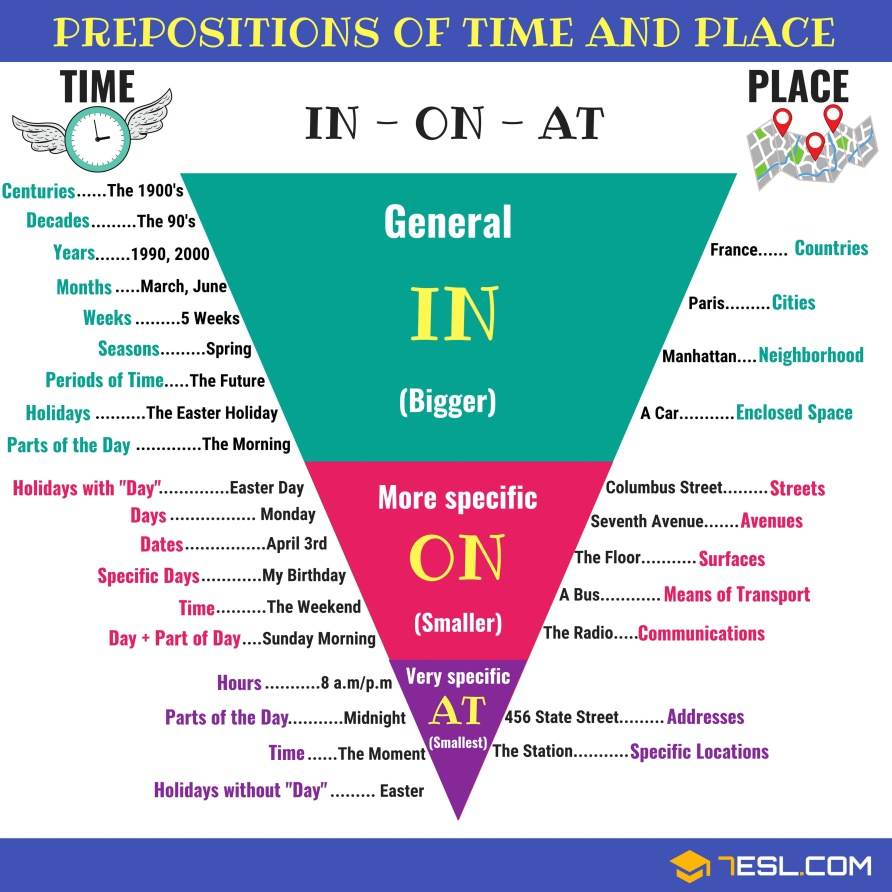 PREPOSITIONS OF TIME AND PLACE
TIME
IN - ON - AT
PLACE
Centuries......The 1900's
Decades.........The 90's
Years.......1990, 2000
Months .....March, June
Weeks .........5 Weeks
Seasons.........Spring
Periods of Time.....The Future
Holidays ..........The Easter Holiday
Parts of the Day .............The Morning
General
IN
(Bigger)
France...... Countries
Paris.........Cities
Manhattan....Neighborhood
A Car...........Enclosed Space
Holidays with "Day"..............Easter Day
Days ................. Monday
Dates................April 3rd
Specific Days...........My Birthday
Time..........The Weekend
Day + Part of Day....Sunday Morning
More specific
ON
(Smaller)
Columbus Street.........Streets
Seventh Avenue.......Avenues
The Floor...........Surfaces
A Bus............Means of Transport
The Radio.....Communications
Hours ...........8 a.m/p.m
Parts of the Day...........Midnight
Time ......The Moment
Holidays without "Day"......... Easter
Very specific
AT
(Smallest)
456 State Street......... Addresses
The Station...........Specific Locations
7ESL.COM